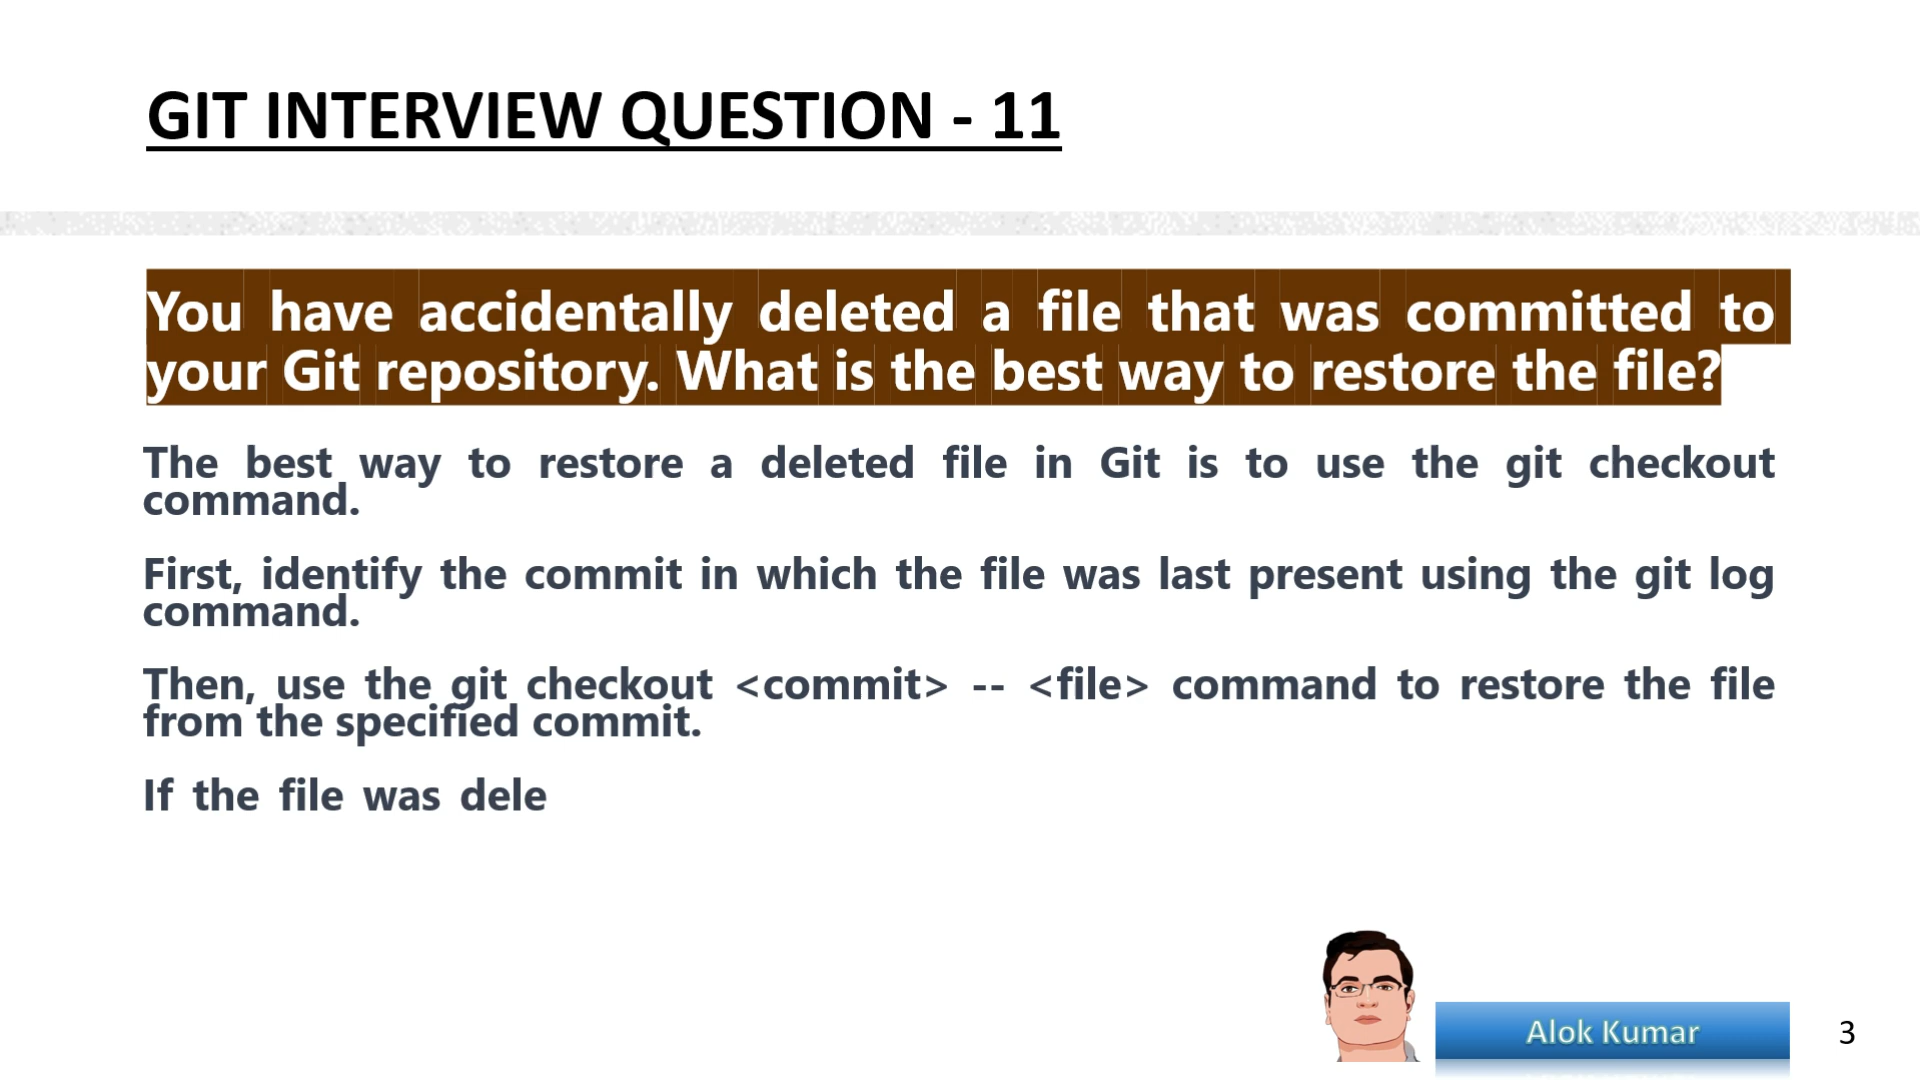 GIT INTERVIEW QUESTION - 11
You have accidentally deleted a file that was committed to
your Git repository. What is the best way to restore the file?
The best way to restore a deleted file in Git is to use the git checkout
command.
First, identify the commit in which the file was last present using the git log
command.
Then, use the git checkout <commit> -- <file> command to restore the file
from the specified commit.
If the file was dele
Alok Kumar
3